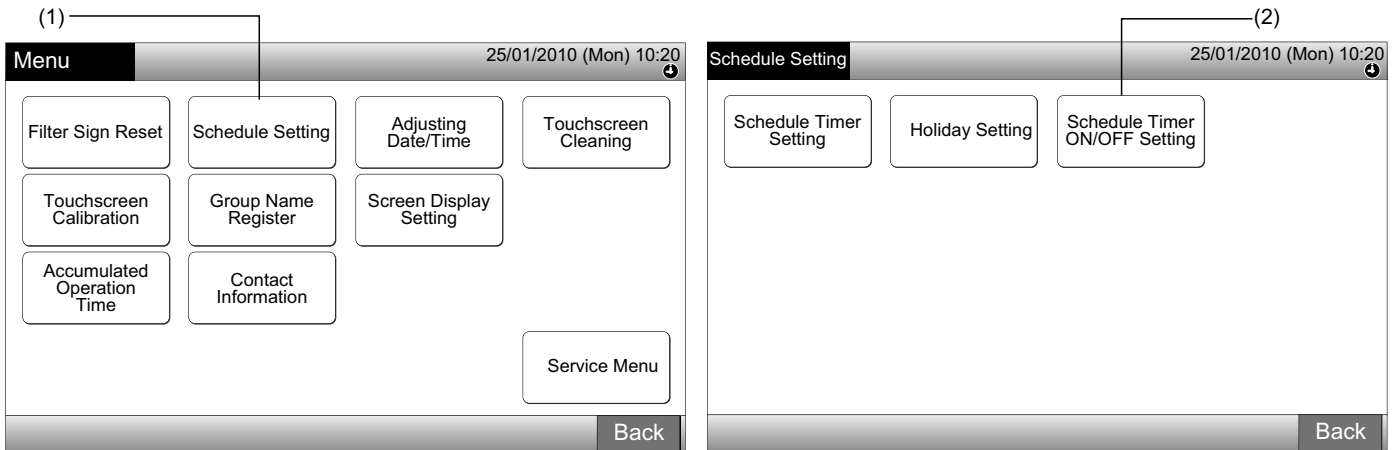 (1)
Menu
25/01/2010 (Mon) 10:20
Filter Sign Reset
Schedule Setting
Adjusting
Date/Time
Touchscreen
Cleaning
Touchscreen
Calibration
Group Name
Register
Screen Display
Setting
Accumulated
Operation
Time
Contact
Information
Service Menu
Back
(2)
Schedule Setting
25/01/2010 (Mon) 10:20
Schedule Timer
Setting
Holiday Setting
Schedule Timer
ON/OFF Setting
Back